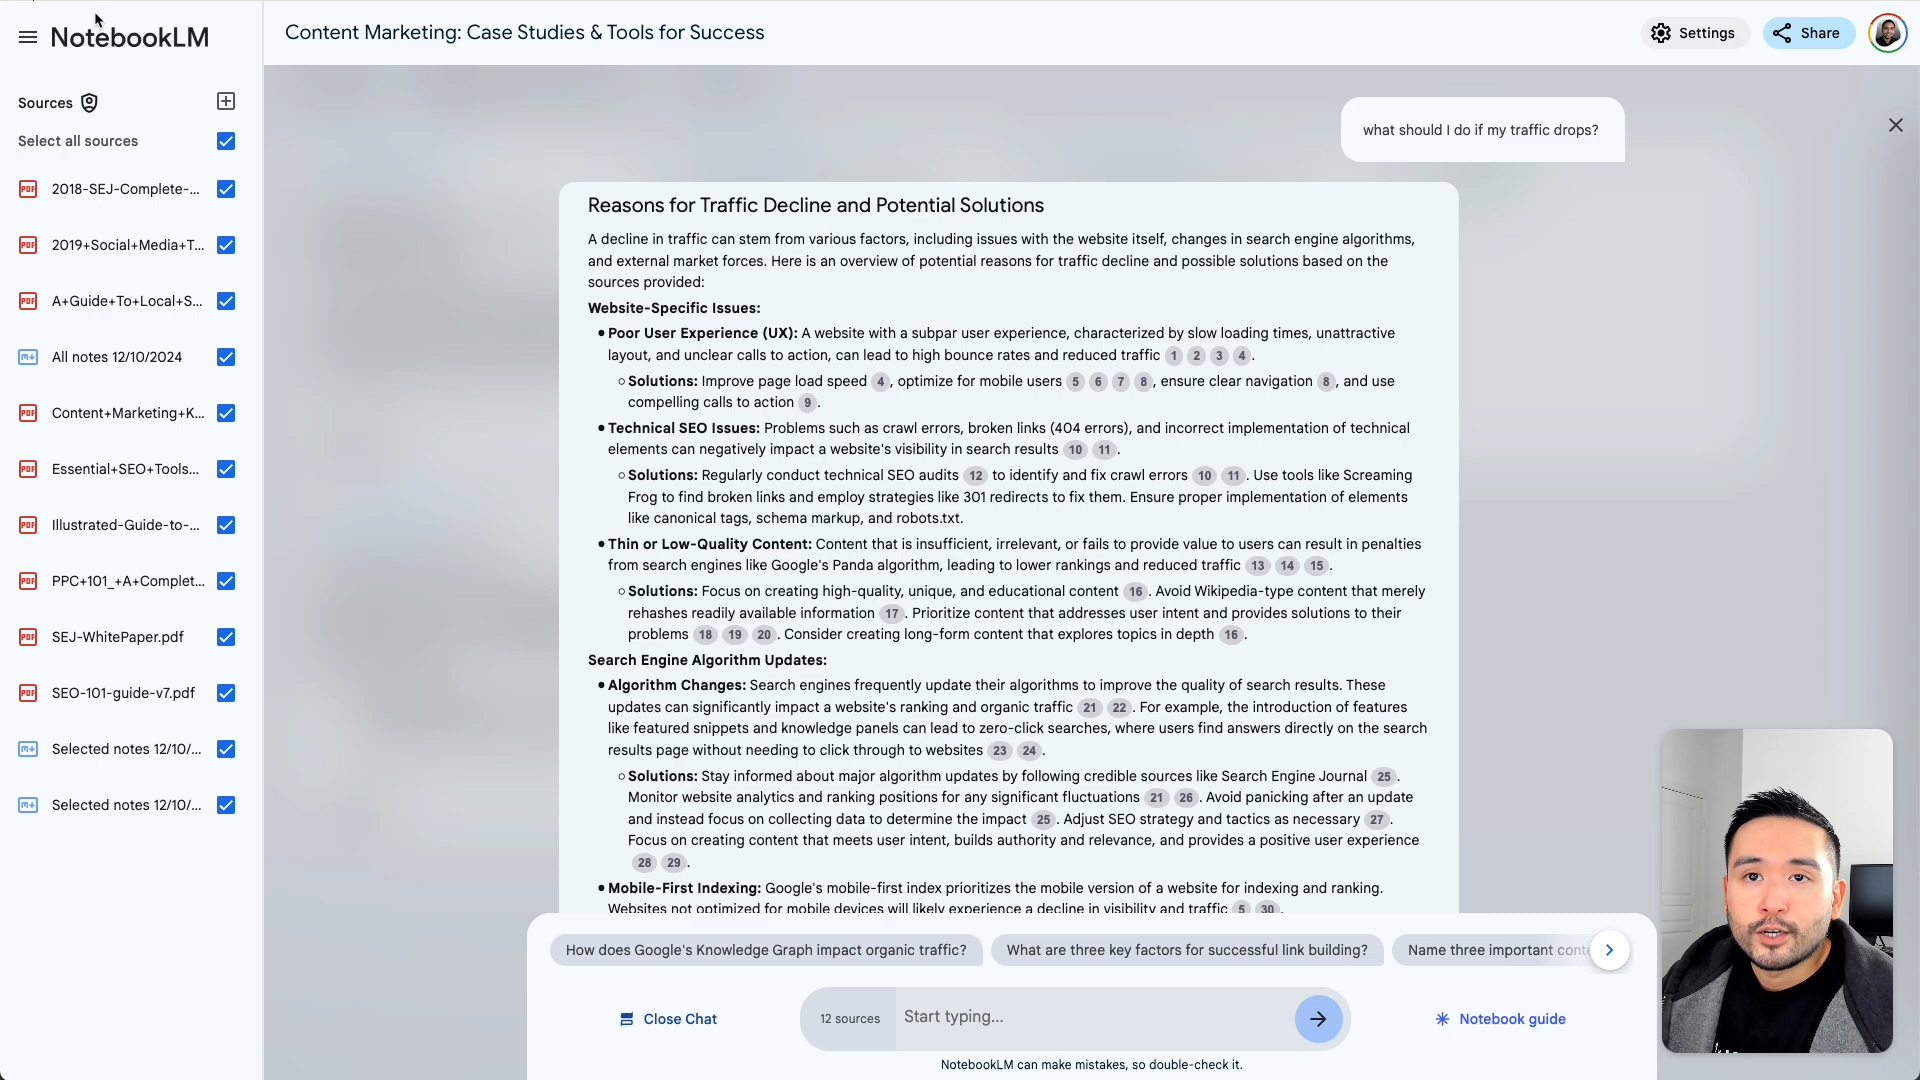 NotebookLM
Content Marketing: Case Studies & Tools for Success
Settings
Share
Sources
Select all sources
2018-SEJ-Complete-...
2019+Social+Media+T...
A+Guide+To+Local+S...
All notes 12/10/2024
Content+Marketing+K...
Essential+SEO+Tools...
Illustrated-Guide-to-...
PPC+101_+A+Complet...
SEJ-WhitePaper.pdf
SEO-101-guide-v7.pdf
Selected notes 12/10/...
Selected notes 12/10/...
what should I do if my traffic drops?
Reasons for Traffic Decline and Potential Solutions
A decline in traffic can stem from various factors, including issues with the website itself, changes in search engine algorithms,
and external market forces. Here is an overview of potential reasons for traffic decline and possible solutions based on the
sources provided:
Website-Specific Issues:
• Poor User Experience (UX): A website with a subpar user experience, characterized by slow loading times, unattractive
layout, and unclear calls to action, can lead to high bounce rates and reduced traffic 1 2 3 4.
○ Solutions: Improve page load speed 4, optimize for mobile users 5 6 7 8, ensure clear navigation 8, and use
compelling calls to action 9.
• Technical SEO Issues: Problems such as crawl errors, broken links (404 errors), and incorrect implementation of technical
elements can negatively impact a website's visibility in search results 10 11.
○ Solutions: Regularly conduct technical SEO audits 12 to identify and fix crawl errors 10 11. Use tools like Screaming
Frog to find broken links and employ strategies like 301 redirects to fix them. Ensure proper implementation of elements
like canonical tags, schema markup, and robots.txt.
• Thin or Low-Quality Content: Content that is insufficient, irrelevant, or fails to provide value to users can result in penalties
from search engines like Google's Panda algorithm, leading to lower rankings and reduced traffic 13 14 15.
○ Solutions: Focus on creating high-quality, unique, and educational content 16. Avoid Wikipedia-type content that merely
rehashes readily available information 17. Prioritize content that addresses user intent and provides solutions to their
problems 18 19 20. Consider creating long-form content that explores topics in depth 16.
Search Engine Algorithm Updates:
• Algorithm Changes: Search engines frequently update their algorithms to improve the quality of search results. These
updates can significantly impact a website's ranking and organic traffic 21 22. For example, the introduction of features
like featured snippets and knowledge panels can lead to zero-click searches, where users find answers directly on the search
results page without needing to click through to websites 23 24.
○ Solutions: Stay informed about major algorithm updates by following credible sources like Search Engine Journal 25.
Monitor website analytics and ranking positions for any significant fluctuations 21 26. Avoid panicking after an update
and instead focus on collecting data to determine the impact 25. Adjust SEO strategy and tactics as necessary 27.
Focus on creating content that meets user intent, builds authority and relevance, and provides a positive user experience
28 29.
• Mobile-First Indexing: Google's mobile-first index prioritizes the mobile version of a website for indexing and ranking.
Websites not optimized for mobile devices will likely experience a decline in visibility and traffic 5 30.
How does Google's Knowledge Graph impact organic traffic?
What are three key factors for successful link building?
Name three important
Close Chat
12 sources
Start typing...
Notebook guide
NotebookLM can make mistakes, so double-check it.